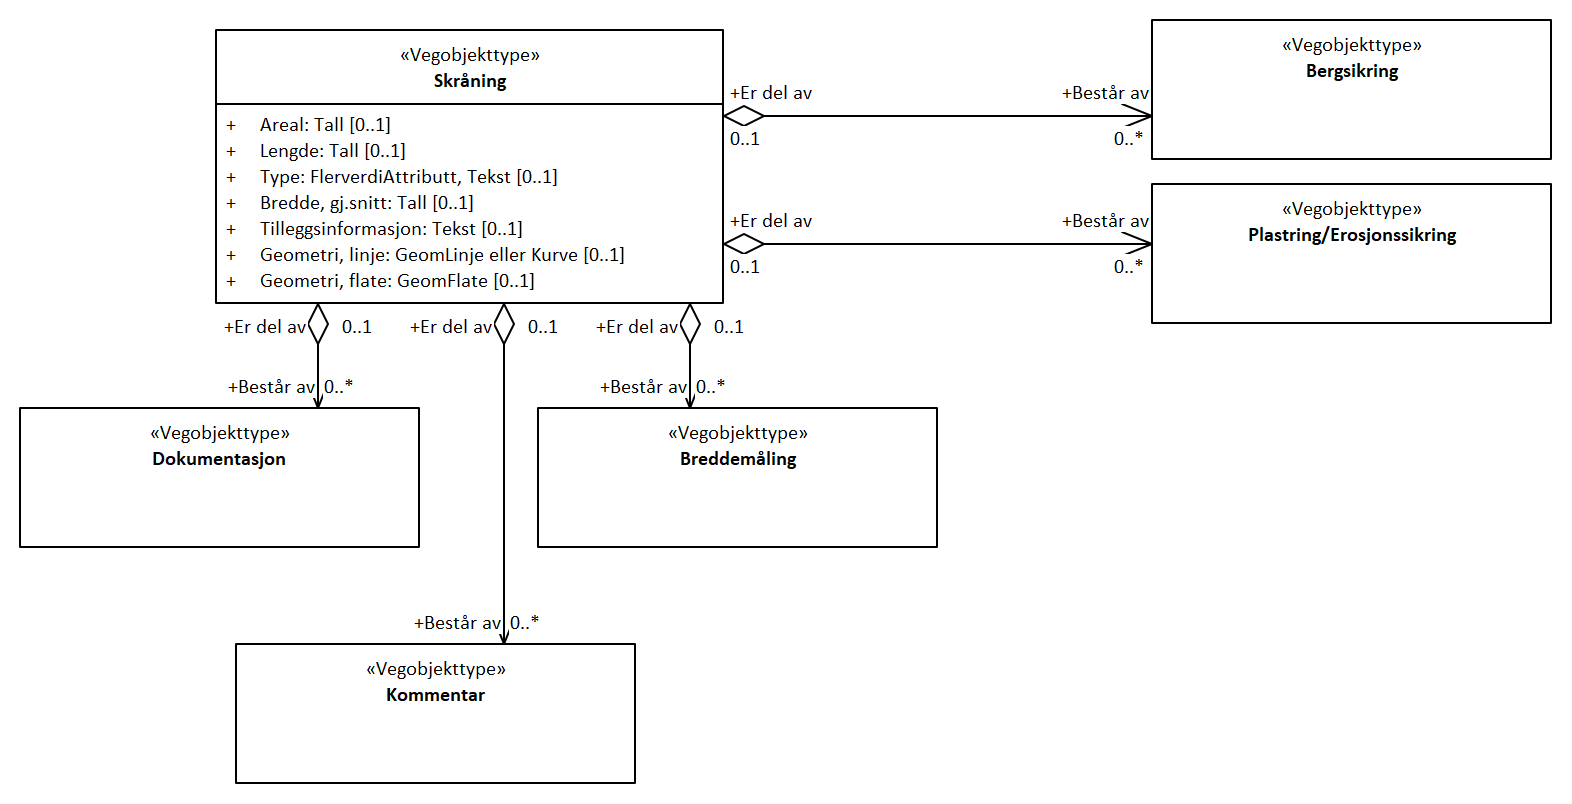 «Vegobjekttype»
Skråning
+ Areal: Tall [0..1]
+ Lengde: Tall [0..1]
+ Type: FlerverdiAttributt, Tekst [0..1]
+ Bredde, gj.snitt: Tall [0..1]
+ Tilleggsinformasjon: Tekst [0..1]
+ Geometri, linje: GeomLinje eller Kurve [0..1]
+ Geometri, flate: GeomFlate [0..1]
+Er del av
0..1
+Består av
0..*
«Vegobjekttype»
Bergsikring
+Er del av
0..1
+Består av
0..*
«Vegobjekttype»
Plastring/Erosjonssikring
+Er del av 0..1
+Består av 0..*
«Vegobjekttype»
Dokumentasjon
+Er del av 0..1
+Består av 0..*
«Vegobjekttype»
Kommentar
+Er del av 0..1
+Består av 0..*
«Vegobjekttype»
Breddemåling